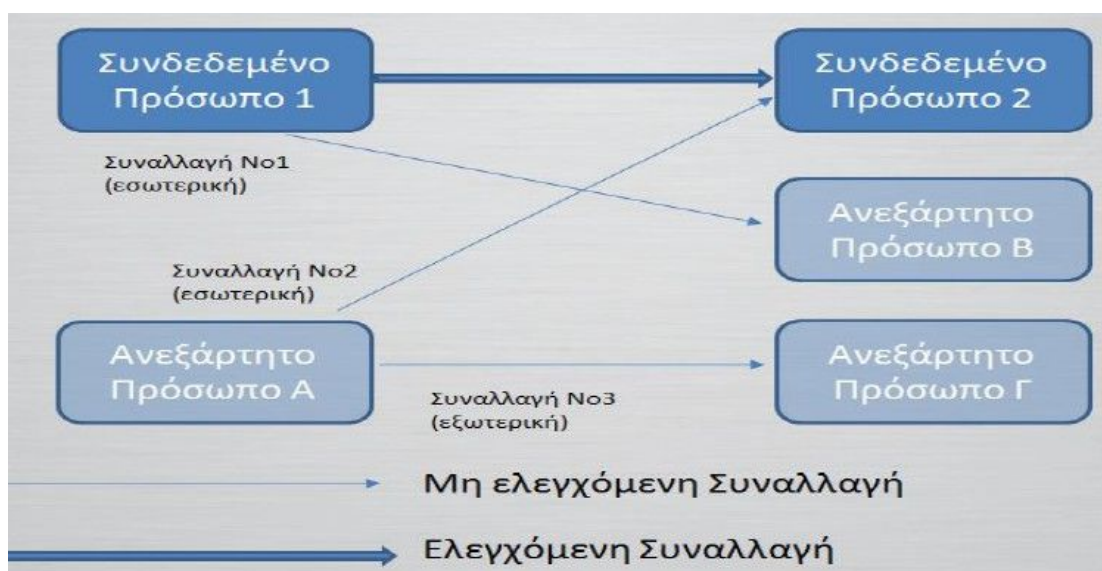 Συνδεδεμένο
Πρόσωπο 1
Συνδεδεμένο
Πρόσωπο 2
Συναλλαγή Νο1
(εσωτερική)
Ανεξάρτητο
Πρόσωπο Β
Συναλλαγή Νο2
(εσωτερική)
Ανεξάρτητο
Πρόσωπο Α
Ανεξάρτητο
Πρόσωπο Γ
Συναλλαγή Νο3
(εξωτερική)
Μη ελεγχόμενη Συναλλαγή
Ελεγχόμενη Συναλλαγή